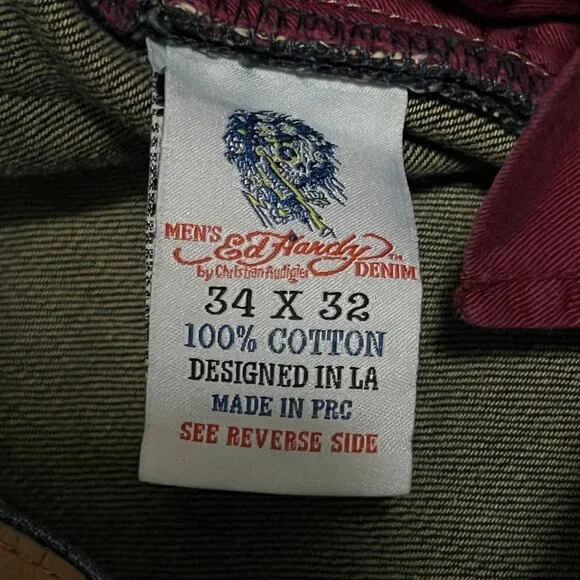 MEN'S Ed Hardy ™ DENIM
by Christian Audigier
34 X 32
100% COTTON
DESIGNED IN LA
MADE IN PRC
SEE REVERSE SIDE